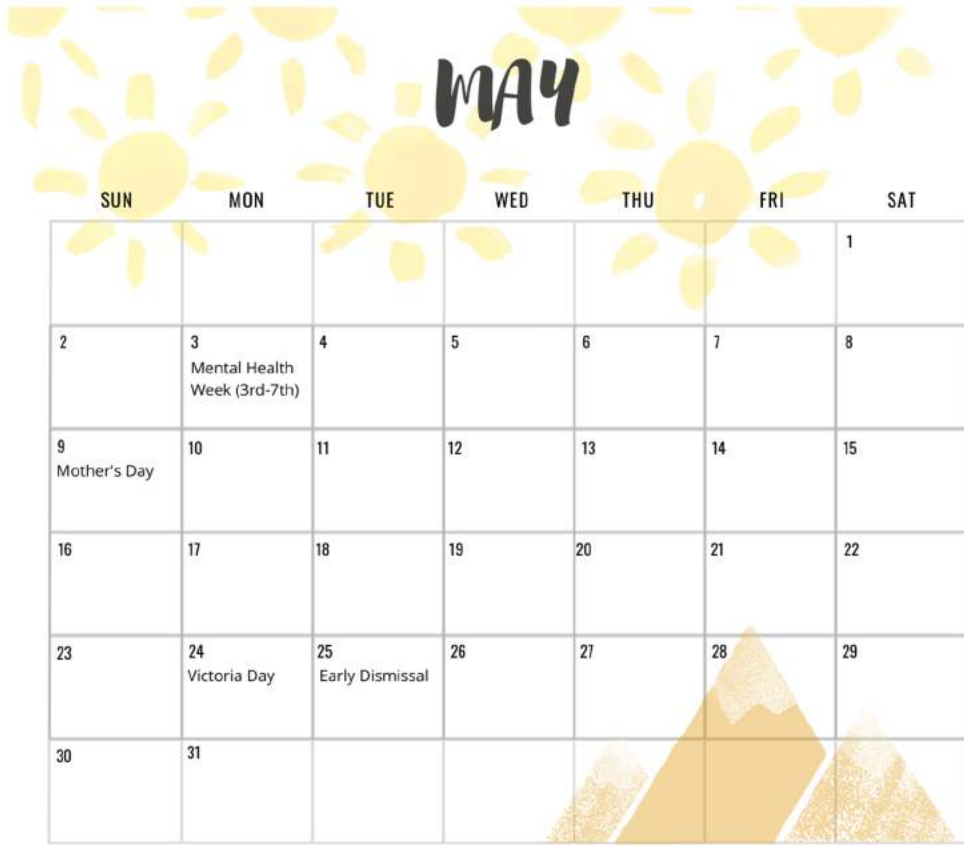 MAY
SUN MON TUE WED THU FRI SAT
1
2 3 4 5 6 7 8
Mental Health
Week (3rd-7th)
9 10 11 12 13 14 15
Mother's Day
16 17 18 19 20 21 22
23 24 25 26 27 28 29
Victoria Day Early Dismissal
30 31